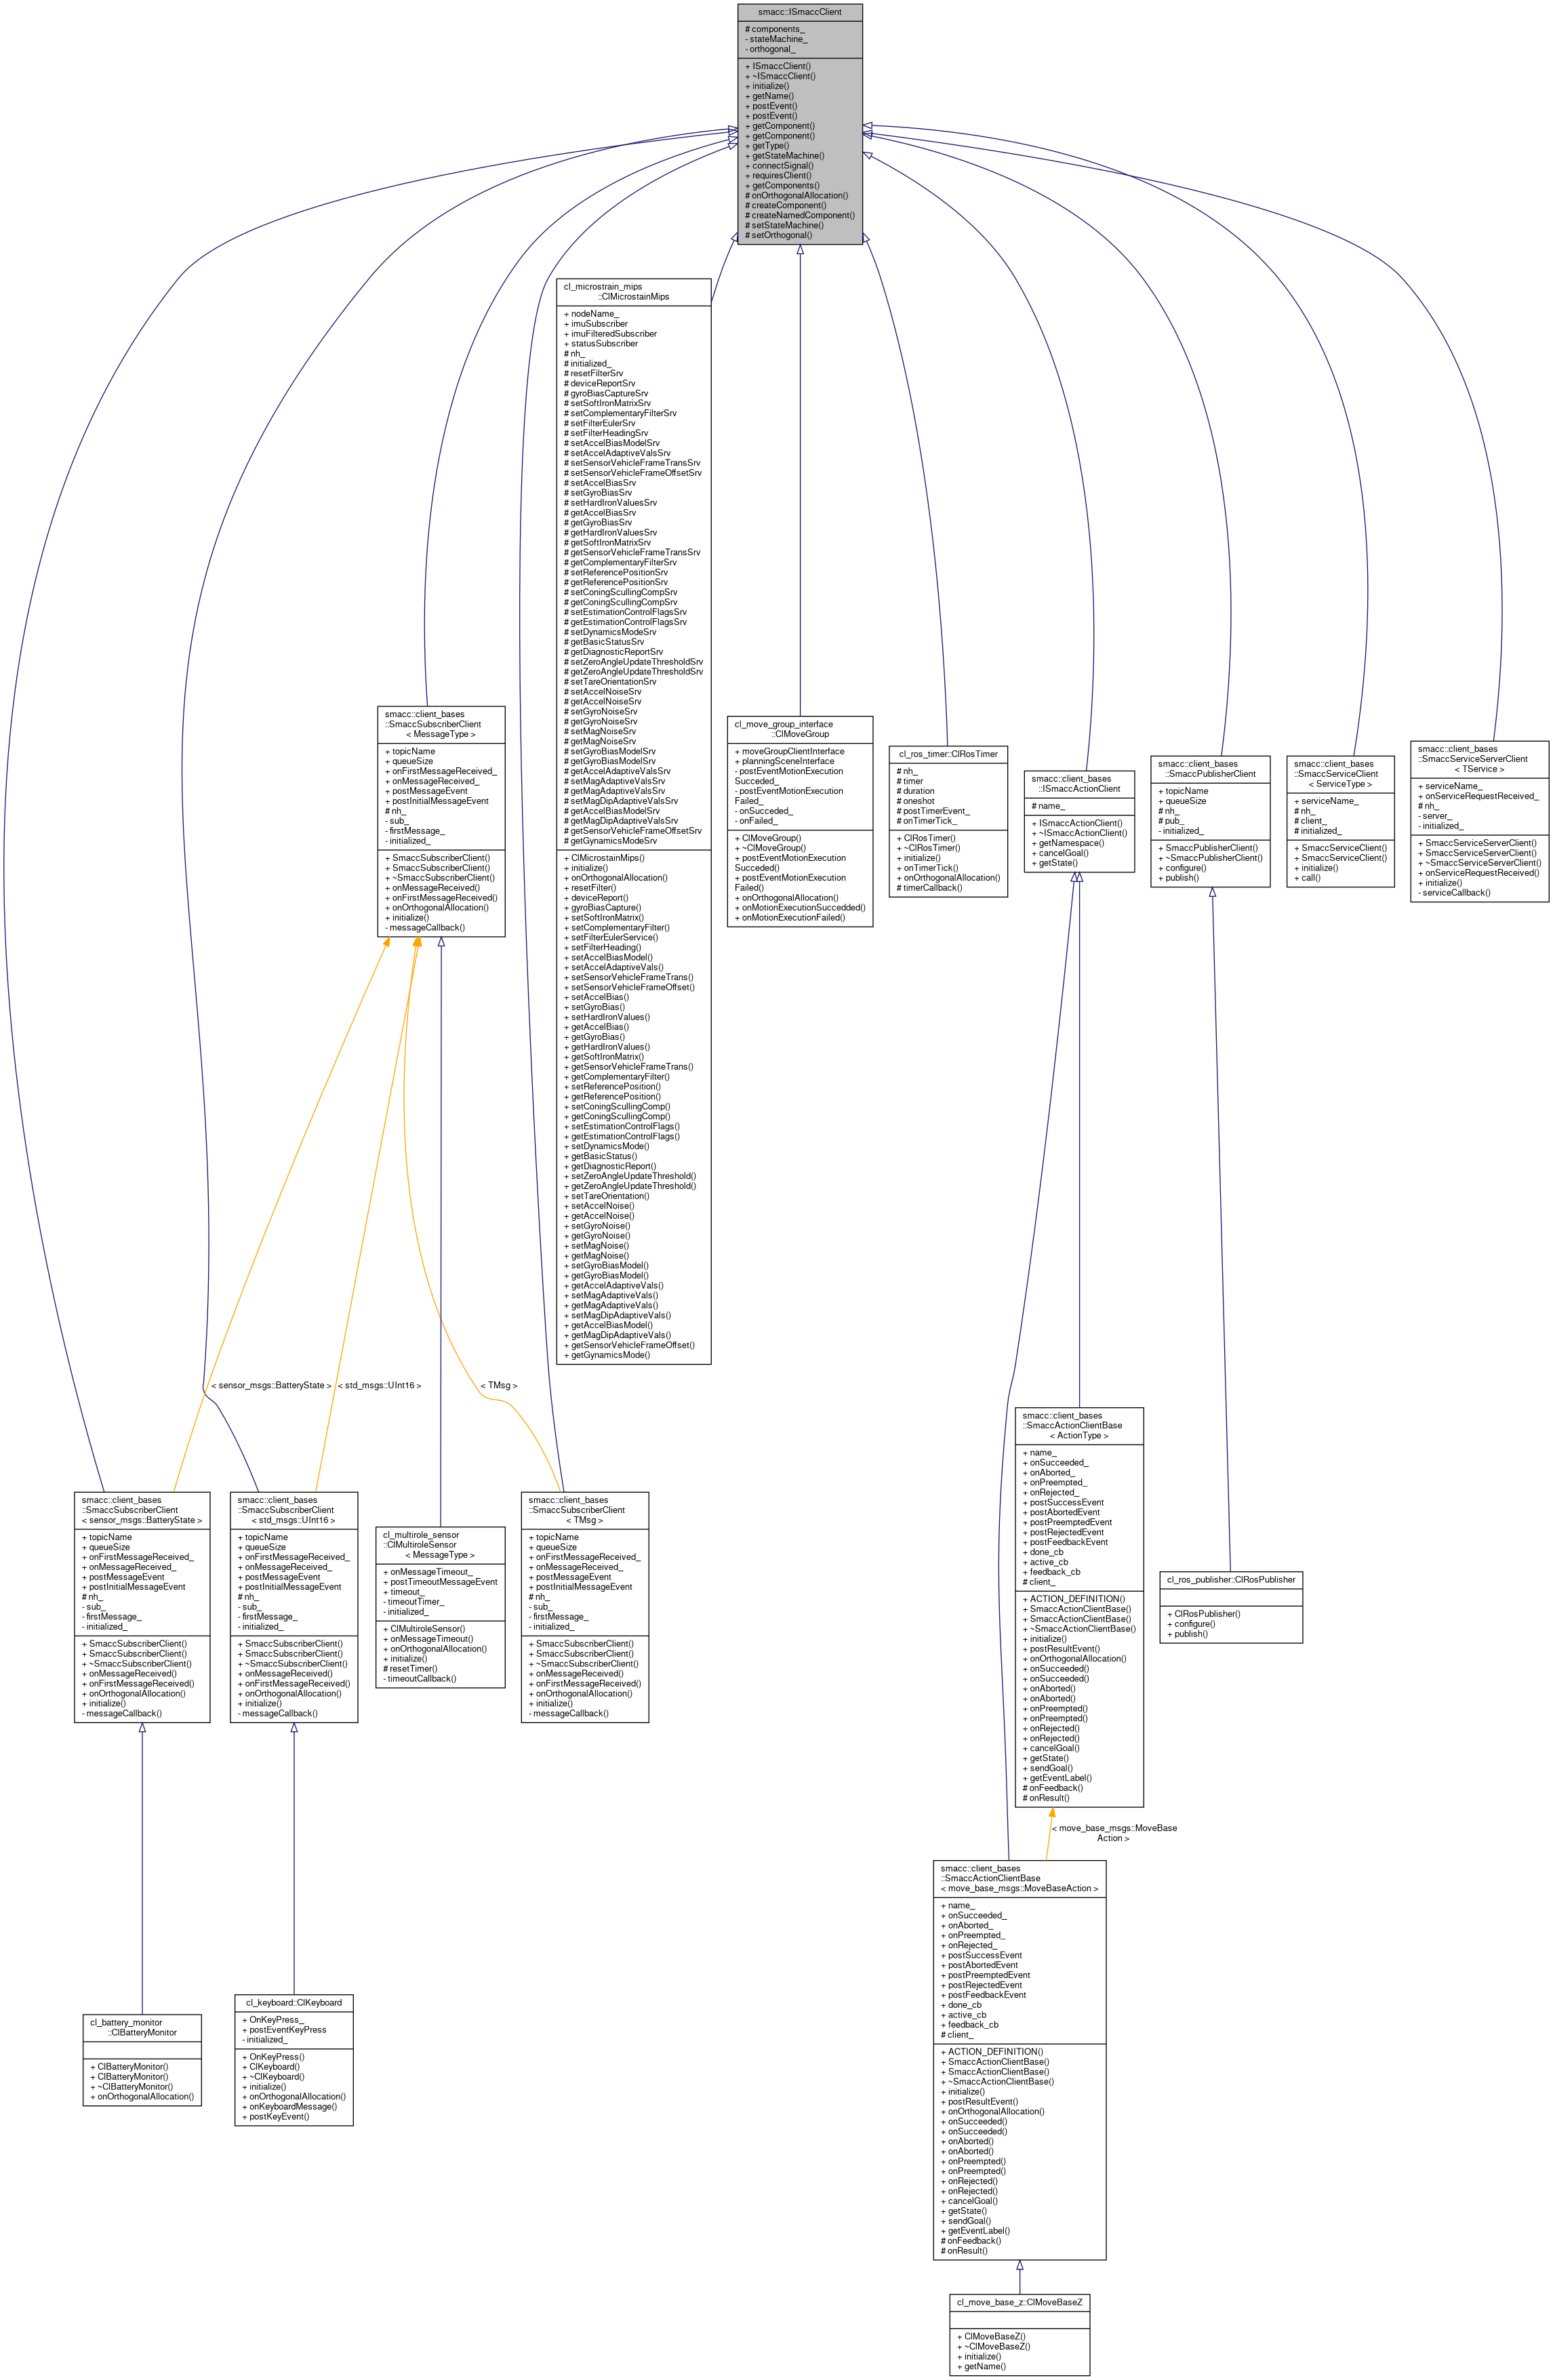 smacc::ISmaccClient
# components_
- stateMachine_
- orthogonal_
+ ISmaccClient()
+ ~ISmaccClient()
+ initialize()
+ getName()
+ postEvent()
+ postEvent()
+ getComponent()
+ getComponent()
+ getType()
+ getStateMachine()
+ connectSignal()
+ requiresClient()
+ getComponents()
# onOrthogonalAllocation()
# createComponent()
# createNamedComponent()
# setStateMachine()
# setOrthogonal()
cl_microstrain_mips
::ClMicrostainMips
+ nodeName_
+ imuSubscriber
+ imuFilteredSubscriber
+ statusSubscriber
# nh_
# initialized_
# resetFilterSrv
# deviceReportSrv
# gyroBiasCaptureSrv
# setSoftIronMatrixSrv
# setComplementaryFilterSrv
# setFilterEulerSrv
# setFilterHeadingSrv
# setAccelBiasModelSrv
# setAccelAdaptiveValsSrv
# setSensorVehicleFrameTransSrv
# setSensorVehicleFrameOffsetSrv
# setAccelBiasSrv
# setGyroBiasSrv
# setHardIronValuesSrv
# getAccelBiasSrv
# getGyroBiasSrv
# getHardIronValuesSrv
# getSoftIronMatrixSrv
# getSensorVehicleFrameTransSrv
# getComplementaryFilterSrv
# setReferencePositionSrv
# getReferencePositionSrv
# setConingScullingCompSrv
# getConingScullingCompSrv
# setEstimationControlFlagsSrv
# getEstimationControlFlagsSrv
# setDynamicsModeSrv
# getBasicStatusSrv
# getDiagnosticReportSrv
# setZeroAngleUpdateThresholdSrv
# getZeroAngleUpdateThresholdSrv
# setTareOrientationSrv
# setAccelNoiseSrv
# getAccelNoiseSrv
# setGyroNoiseSrv
# getGyroNoiseSrv
# setMagNoiseSrv
# getMagNoiseSrv
# setGyroBiasModelSrv
# getGyroBiasModelSrv
# getAccelAdaptiveValsSrv
# setMagAdaptiveValsSrv
# getMagAdaptiveValsSrv
# setMagDipAdaptiveValsSrv
# getAccelBiasModelSrv
# getMagDipAdaptiveValsSrv
# getSensorVehicleFrameOffsetSrv
# getGynamicsModeSrv
+ ClMicrostainMips()
+ initialize()
+ onOrthogonalAllocation()
+ resetFilter()
+ deviceReport()
+ gyroBiasCapture()
+ setSoftIronMatrix()
+ setComplementaryFilter()
+ setFilterEulerService()
+ setFilterHeading()
+ setAccelBiasModel()
+ setAccelAdaptiveVals()
+ setSensorVehicleFrameTrans()
+ setSensorVehicleFrameOffset()
+ setAccelBias()
+ setGyroBias()
+ setHardIronValues()
+ getAccelBias()
+ getGyroBias()
+ getHardIronValues()
+ getSoftIronMatrix()
+ getSensorVehicleFrameTrans()
+ getComplementaryFilter()
+ setReferencePosition()
+ getReferencePosition()
+ setConingScullingComp()
+ getConingScullingComp()
+ setEstimationControlFlags()
+ getEstimationControlFlags()
+ setDynamicsMode()
+ getBasicStatus()
+ getDiagnosticReport()
+ setZeroAngleUpdateThreshold()
+ getZeroAngleUpdateThreshold()
+ setTareOrientation()
+ setAccelNoise()
+ getAccelNoise()
+ setGyroNoise()
+ getGyroNoise()
+ setMagNoise()
+ getMagNoise()
+ setGyroBiasModel()
+ getGyroBiasModel()
+ getAccelAdaptiveVals()
+ setMagAdaptiveVals()
+ getMagAdaptiveVals()
+ setMagDipAdaptiveVals()
+ getAccelBiasModel()
+ getMagDipAdaptiveVals()
+ getSensorVehicleFrameOffset()
+ getGynamicsMode()
smacc::client_bases
::SmaccSubscriberClient
< MessageType >
+ topicName
+ queueSize
+ onFirstMessageReceived_
+ onMessageReceived_
+ postMessageEvent
+ postInitialMessageEvent
# nh_
- sub_
- firstMessage_
- initialized_
+ SmaccSubscriberClient()
+ SmaccSubscriberClient()
+ ~SmaccSubscriberClient()
+ onMessageReceived()
+ onFirstMessageReceived()
+ onOrthogonalAllocation()
+ initialize()
- messageCallback()
cl_move_group_interface
::ClMoveGroup
+ moveGroupClientInterface
+ planningSceneInterface
- postEventMotionExecution
Succeded_
- postEventMotionExecution
Failed_
- onSucceded_
- onFailed_
+ ClMoveGroup()
+ ~ClMoveGroup()
+ postEventMotionExecution
Succeded()
+ postEventMotionExecution
Failed()
+ onOrthogonalAllocation()
+ onMotionExecutionSuccedded()
+ onMotionExecutionFailed()
cl_ros_timer::ClRosTimer
# nh_
# timer
# duration
# oneshot
# postTimerEvent_
# onTimerTick_
+ ClRosTimer()
+ ~ClRosTimer()
+ initialize()
+ onTimerTick()
+ onOrthogonalAllocation()
# timerCallback()
smacc::client_bases
::ISmaccActionClient
# name_
+ ISmaccActionClient()
+ ~ISmaccActionClient()
+ getNamespace()
+ cancelGoal()
+ getState()
smacc::client_bases
::SmaccPublisherClient
+ topicName
+ queueSize
# nh_
# pub_
- initialized_
+ SmaccPublisherClient()
+ ~SmaccPublisherClient()
+ configure()
+ publish()
smacc::client_bases
::SmaccServiceClient
< ServiceType >
+ serviceName_
# nh_
# client_
# initialized_
+ SmaccServiceClient()
+ SmaccServiceClient()
+ initialize()
+ call()
smacc::client_bases
::SmaccServiceServerClient
< TService >
+ serviceName_
+ onServiceRequestReceived_
# nh_
- server_
- initialized_
+ SmaccServiceServerClient()
+ SmaccServiceServerClient()
+ ~SmaccServiceServerClient()
+ onServiceRequestReceived()
+ initialize()
- serviceCallback()
< sensor_msgs::BatteryState >
< std_msgs::UInt16 >
< TMsg >
smacc::client_bases
::SmaccSubscriberClient
< sensor_msgs::BatteryState >
+ topicName
+ queueSize
+ onFirstMessageReceived_
+ onMessageReceived_
+ postMessageEvent
+ postInitialMessageEvent
# nh_
- sub_
- firstMessage_
- initialized_
+ SmaccSubscriberClient()
+ SmaccSubscriberClient()
+ ~SmaccSubscriberClient()
+ onMessageReceived()
+ onFirstMessageReceived()
+ onOrthogonalAllocation()
+ initialize()
- messageCallback()
smacc::client_bases
::SmaccSubscriberClient
< std_msgs::UInt16 >
+ topicName
+ queueSize
+ onFirstMessageReceived_
+ onMessageReceived_
+ postMessageEvent
+ postInitialMessageEvent
# nh_
- sub_
- firstMessage_
- initialized_
+ SmaccSubscriberClient()
+ SmaccSubscriberClient()
+ ~SmaccSubscriberClient()
+ onMessageReceived()
+ onFirstMessageReceived()
+ onOrthogonalAllocation()
+ initialize()
- messageCallback()
cl_multirole_sensor
::ClMultiroleSensor
< MessageType >
+ onMessageTimeout_
+ postTimeoutMessageEvent
+ timeout_
- timeoutTimer_
- initialized_
+ ClMultiroleSensor()
+ onMessageTimeout()
+ onOrthogonalAllocation()
+ initialize()
# resetTimer()
- timeoutCallback()
smacc::client_bases
::SmaccSubscriberClient
< TMsg >
+ topicName
+ queueSize
+ onFirstMessageReceived_
+ onMessageReceived_
+ postMessageEvent
+ postInitialMessageEvent
# nh_
- sub_
- firstMessage_
- initialized_
+ SmaccSubscriberClient()
+ SmaccSubscriberClient()
+ ~SmaccSubscriberClient()
+ onMessageReceived()
+ onFirstMessageReceived()
+ onOrthogonalAllocation()
+ initialize()
- messageCallback()
smacc::client_bases
::SmaccActionClientBase
< ActionType >
+ name_
+ onSucceeded_
+ onAborted_
+ onPreempted_
+ onRejected_
+ postSuccessEvent
+ postAbortedEvent
+ postPreemptedEvent
+ postRejectedEvent
+ postFeedbackEvent
+ done_cb
+ active_cb
+ feedback_cb
# client_
+ ACTION_DEFINITION()
+ SmaccActionClientBase()
+ SmaccActionClientBase()
+ ~SmaccActionClientBase()
+ initialize()
+ postResultEvent()
+ onOrthogonalAllocation()
+ onSucceeded()
+ onSucceeded()
+ onAborted()
+ onAborted()
+ onPreempted()
+ onPreempted()
+ onRejected()
+ onRejected()
+ cancelGoal()
+ getState()
+ sendGoal()
+ getEventLabel()
# onFeedback()
# onResult()
cl_ros_publisher::ClRosPublisher
+ ClRosPublisher()
+ configure()
+ publish()
< move_base_msgs::MoveBase
Action >
smacc::client_bases
::SmaccActionClientBase
< move_base_msgs::MoveBaseAction >
+ name_
+ onSucceeded_
+ onAborted_
+ onPreempted_
+ onRejected_
+ postSuccessEvent
+ postAbortedEvent
+ postPreemptedEvent
+ postRejectedEvent
+ postFeedbackEvent
+ done_cb
+ active_cb
+ feedback_cb
# client_
+ ACTION_DEFINITION()
+ SmaccActionClientBase()
+ SmaccActionClientBase()
+ ~SmaccActionClientBase()
+ initialize()
+ postResultEvent()
+ onOrthogonalAllocation()
+ onSucceeded()
+ onSucceeded()
+ onAborted()
+ onAborted()
+ onPreempted()
+ onPreempted()
+ onRejected()
+ onRejected()
+ cancelGoal()
+ getState()
+ sendGoal()
+ getEventLabel()
# onFeedback()
# onResult()
cl_battery_monitor
::ClBatteryMonitor
+ ClBatteryMonitor()
+ ClBatteryMonitor()
+ ~ClBatteryMonitor()
+ onOrthogonalAllocation()
cl_keyboard::ClKeyboard
+ OnKeyPress_
+ postEventKeyPress
- initialized_
+ OnKeyPress()
+ ClKeyboard()
+ ~ClKeyboard()
+ initialize()
+ onOrthogonalAllocation()
+ onKeyboardMessage()
+ postKeyEvent()
cl_move_base_z::ClMoveBaseZ
+ ClMoveBaseZ()
+ ~ClMoveBaseZ()
+ initialize()
+ getName()